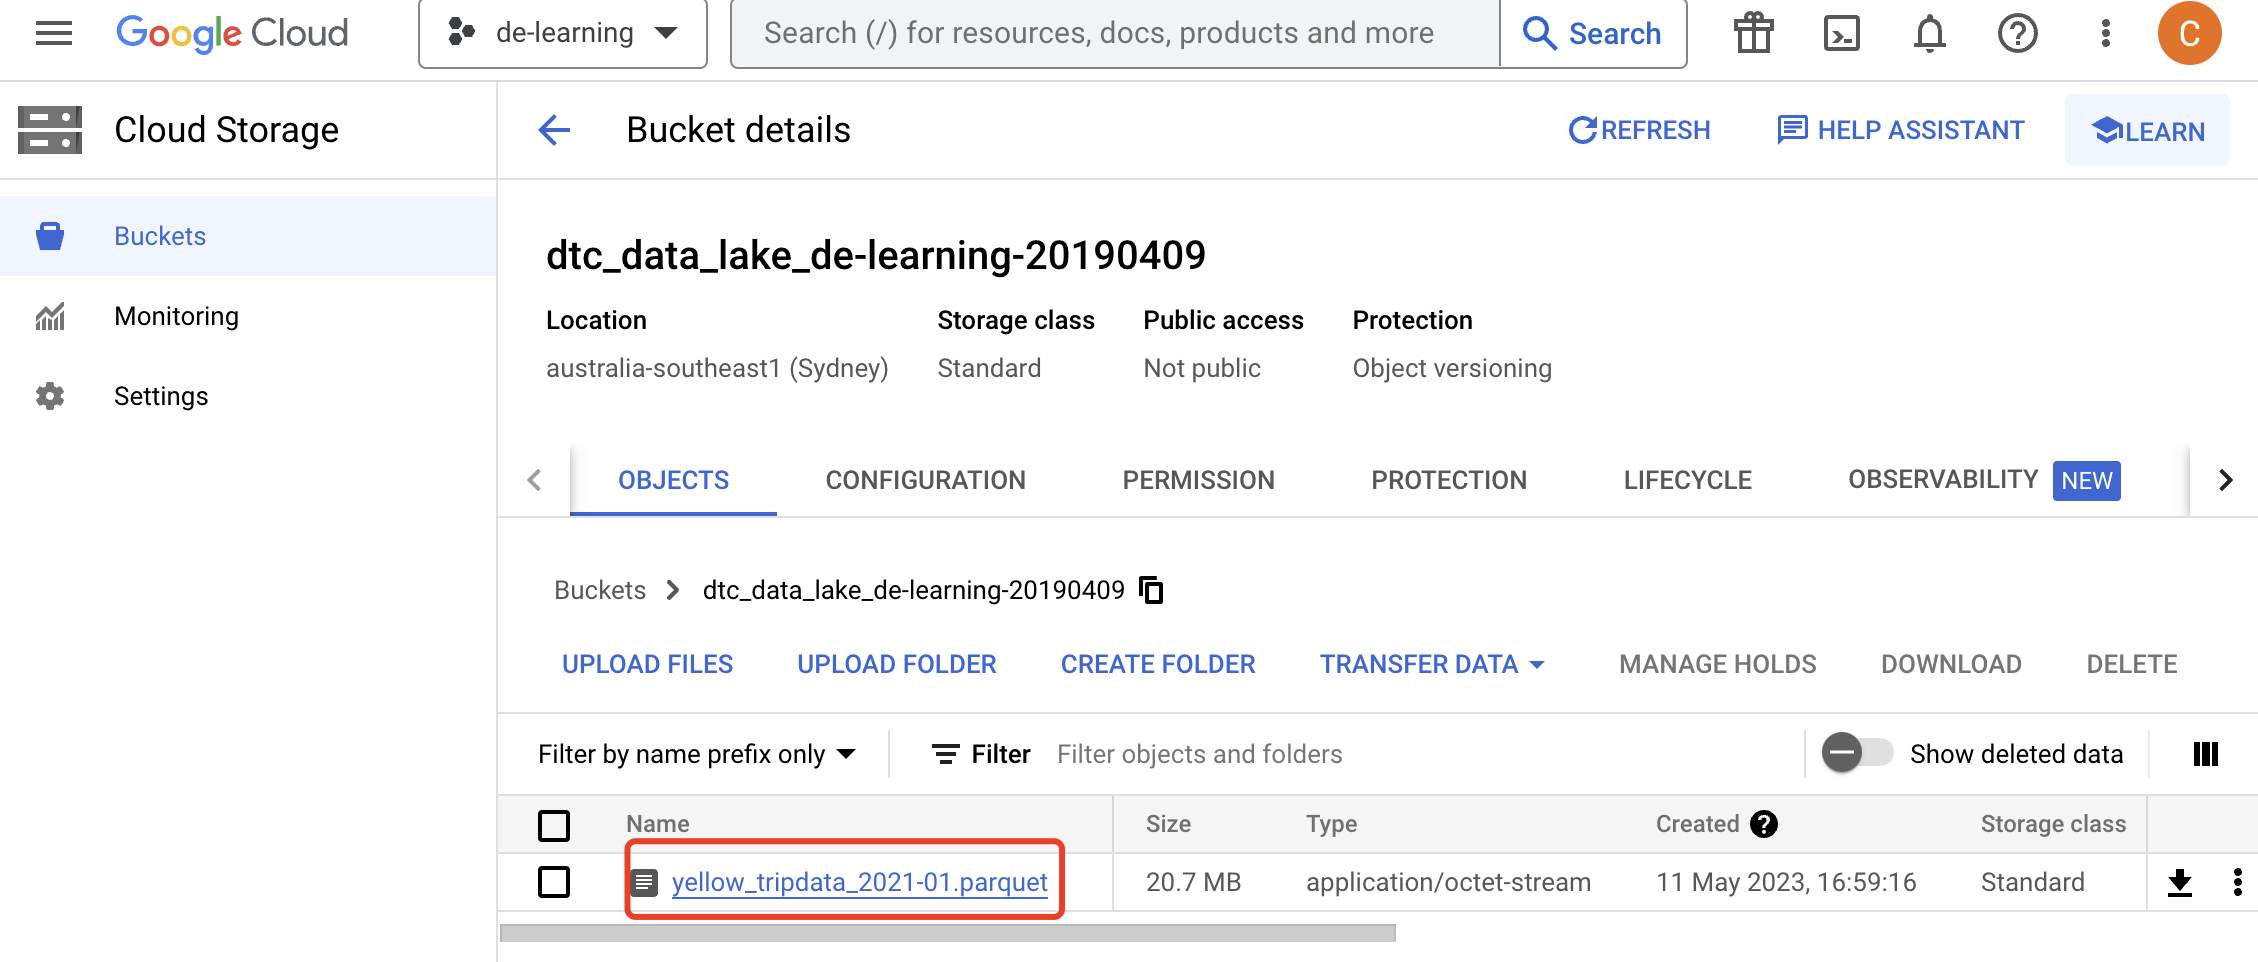 Google Cloud
de-learning
Search (/) for resources, docs, products and more
Search
C
Cloud Storage
Bucket details
REFRESH
HELP ASSISTANT
LEARN
Buckets
Monitoring
Settings
dtc_data_lake_de-learning-20190409
Location Storage class Public access Protection
australia-southeast1 (Sydney) Standard Not public Object versioning
OBJECTS CONFIGURATION PERMISSION PROTECTION LIFECYCLE OBSERVABILITY NEW
Buckets > dtc_data_lake_de-learning-20190409
UPLOAD FILES UPLOAD FOLDER CREATE FOLDER TRANSFER DATA MANAGE HOLDS DOWNLOAD DELETE
Filter by name prefix only Filter Filter objects and folders Show deleted data
Name Size Type Created ? Storage class
yellow_tripdata_2021-01.parquet 20.7 MB application/octet-stream 11 May 2023, 16:59:16 Standard